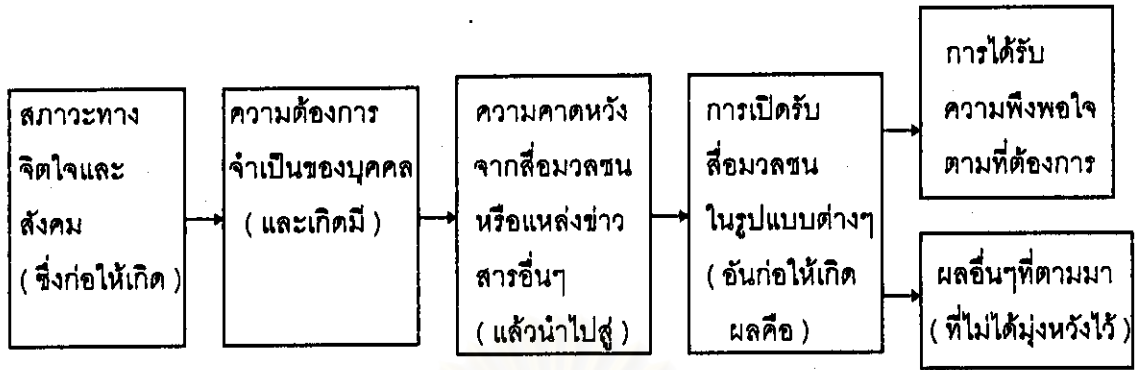 สภาวะทาง
จิตใจและ
สังคม
(ซึ่งก่อให้เกิด)
ความต้องการ
จำเป็นของบุคคล
(และเกิดมี)
ความคาดหวัง
จากสื่อมวลชน
หรือแหล่งข่าว
สารอื่นๆ
(แล้วนำไปสู่)
การเปิดรับ
สื่อมวลชน
ในรูปแบบต่างๆ
(อันก่อให้เกิด
ผลคือ)
การได้รับ
ความพึงพอใจ
ตามที่ต้องการ
ผลอื่นๆที่ตามมา
(ที่ไม่ได้มุ่งหวังไว้)